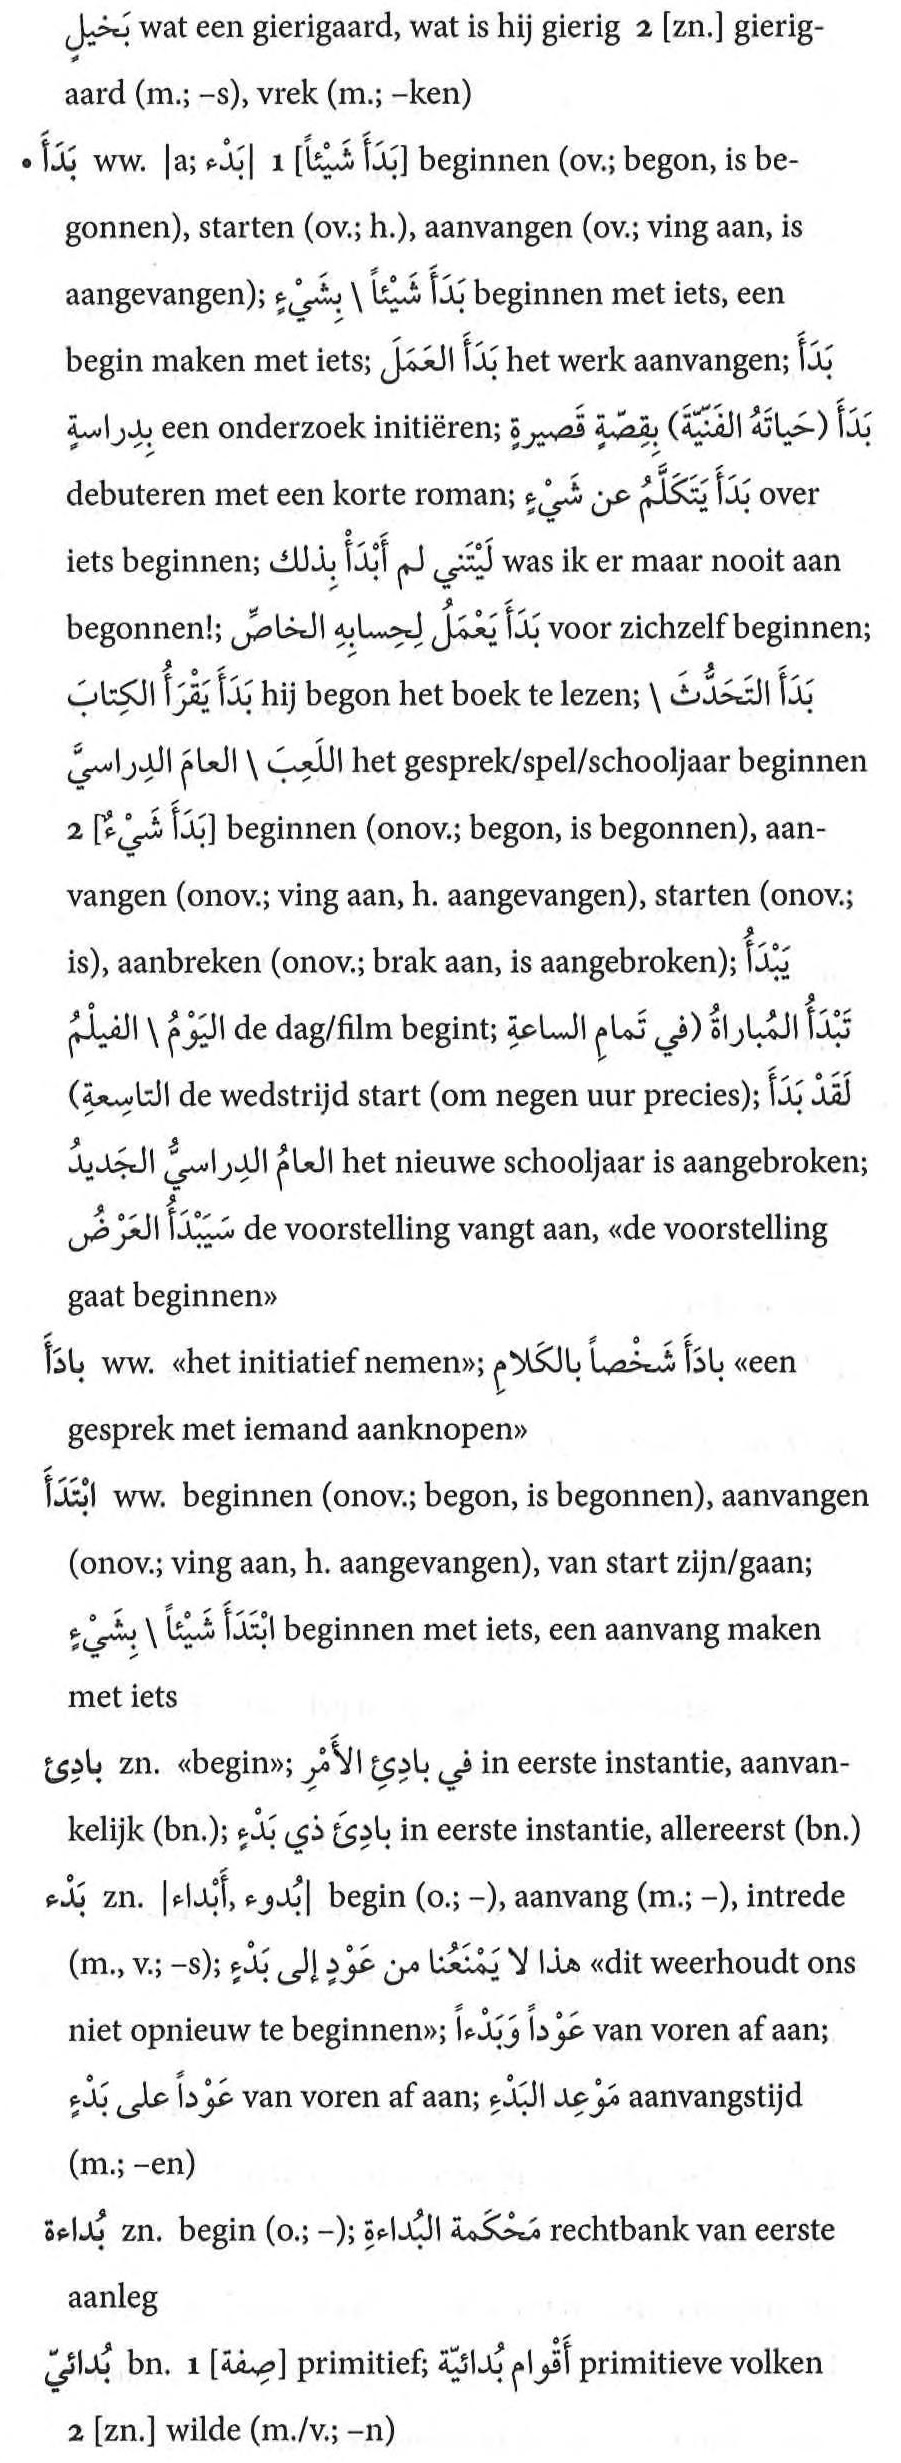 بَخيلٍ wat een gierigaard, wat is hij gierig 2 [zn.] gierig-
aard (m.; –s), vrek (m.; –ken)
• بَدَأَ ww. |a; بَدْء| 1 [بَدَأَ شَيْئاً] beginnen (ov.; begon, is be-
gonnen), starten (ov.; h.), aanvangen (ov.; ving aan, is
aangevangen); بَدَأَ شَيْئاً \ بِشَيْءٍ beginnen met iets, een
begin maken met iets; بَدَأَ العَمَلَ het werk aanvangen; بَدَأَ
بِدِراسةٍ een onderzoek initiëren; بَدَأَ (حَياتَهُ الفَنّيّةَ) بِقِصّةٍ قَصيرةٍ
debuteren met een korte roman; بَدَأَ يَتَكَلَّمُ عن شَيْءٍ over
iets beginnen; لَيْتَني لم أَبْدَأْ بِذلك was ik er maar nooit aan
begonnen!; بَدَأَ يَعْمَلُ لِحِسابِهِ الخاصِّ voor zichzelf beginnen;
بَدَأَ يَقْرَأُ الكِتابَ hij begon het boek te lezen; بَدَأَ التَحَدُّثَ \
اللَعِبَ \ العامَ الدِراسيَّ het gesprek/spel/schooljaar beginnen
2 [بَدَأَ شَيْءٌ] beginnen (onov.; begon, is begonnen), aan-
vangen (onov.; ving aan, h. aangevangen), starten (onov.;
is), aanbreken (onov.; brak aan, is aangebroken); يَبْدَأُ
اليَوْمُ \ الفيلْمُ de dag/film begint; تَبْدَأُ المُباراةُ (في تَمامِ الساعةِ
التاسِعةِ) de wedstrijd start (om negen uur precies); لَقَدْ بَدَأَ
العامُ الدِراسيُّ الجَديدُ het nieuwe schooljaar is aangebroken;
سَيَبْدَأُ العَرْضُ de voorstelling vangt aan, «de voorstelling
gaat beginnen»
بادَأَ ww. «het initiatief nemen»; بادَأَ شَخْصاً بالكَلامِ «een
gesprek met iemand aanknopen»
ابْتَدَأَ ww. beginnen (onov.; begon, is begonnen), aanvangen
(onov.; ving aan, h. aangevangen), van start zijn/gaan;
ابْتَدَأَ شَيْئاً \ بِشَيْءٍ beginnen met iets, een aanvang maken
met iets
بادِئ zn. «begin»; في بادِئِ الأَمْرِ in eerste instantie, aanvan-
kelijk (bn.); بادِئَ ذي بَدْءٍ in eerste instantie, allereerst (bn.)
بَدْء zn. |بُدوء ,أَبْداء| begin (o.; –), aanvang (m.; –), intrede
(m., v.; –s); هذا لا يَمْنَعُنا من عَوْدٍ إلى بَدْءٍ «dit weerhoudt ons
niet opnieuw te beginnen»; عَوْداً وَبَدْءاً van voren af aan;
عَوْداً على بَدْءٍ van voren af aan; مَوْعِد البَدْءِ aanvangstijd
(m.; –en)
بُداءة zn. begin (o.; –); مَحْكَمة البُداءةِ rechtbank van eerste
aanleg
بُدائيّ bn. 1 [صِفة] primitief; أَقْوام بُدائيّة primitieve volken
2 [zn.] wilde (m./v.; –n)